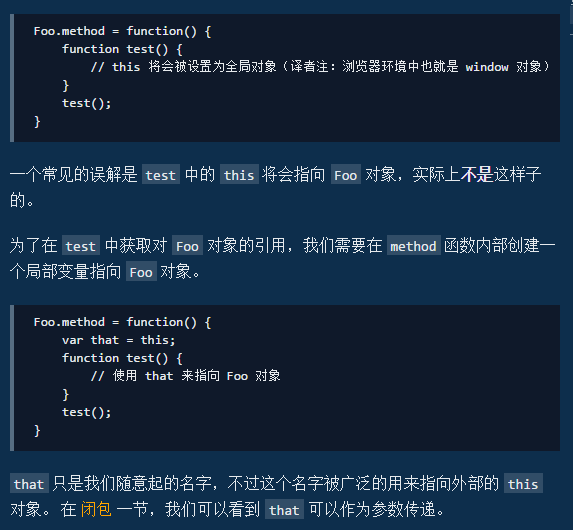 Foo.method = function() {
    function test() {
        // this 将会被设置为全局对象（译者注：浏览器环境中也就是 window 对象）
    }
    test();
}
一个常见的误解是 test 中的 this 将会指向 Foo 对象，实际上不是这样子
的。
为了在 test 中获取对 Foo 对象的引用，我们需要在 method 函数内部创建一
个局部变量指向 Foo 对象。
Foo.method = function() {
    var that = this;
    function test() {
        // 使用 that 来指向 Foo 对象
    }
    test();
}
that 只是我们随意起的名字，不过这个名字被广泛的用来指向外部的 this
对象。 在 闭包 一节，我们可以看到 that 可以作为参数传递。